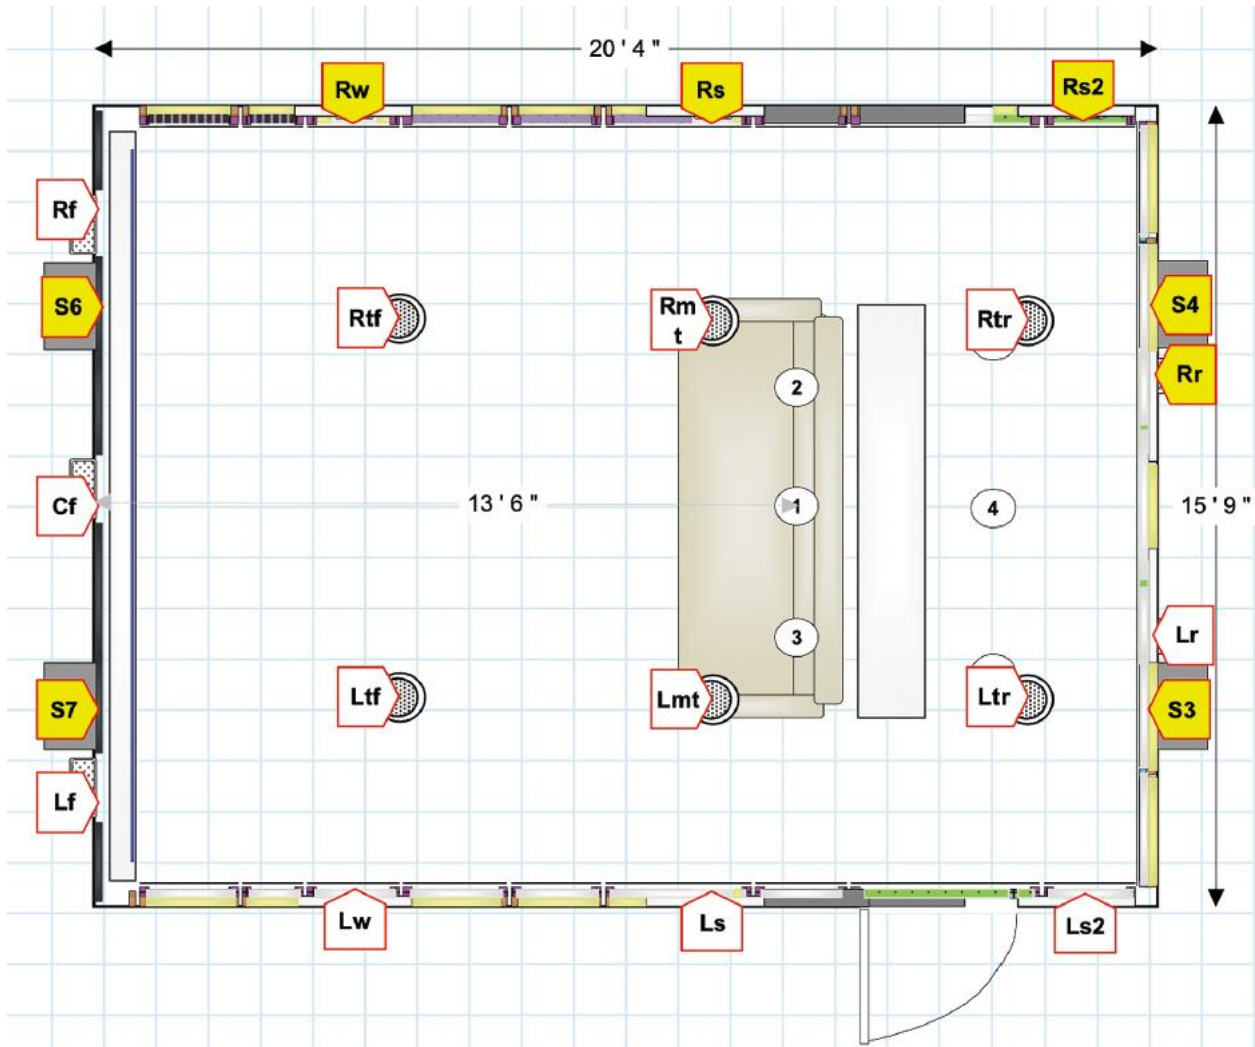 20 ' 4 "
Rw
Rs
Rs2
Rf
S6
Rtf
Rm
t
Rtr
S4
Rr
2
Cf
13 ' 6 "
1
4
15 ' 9 "
3
Lr
S7
Ltf
Lmt
Ltr
S3
Lf
Lw
Ls
Ls2